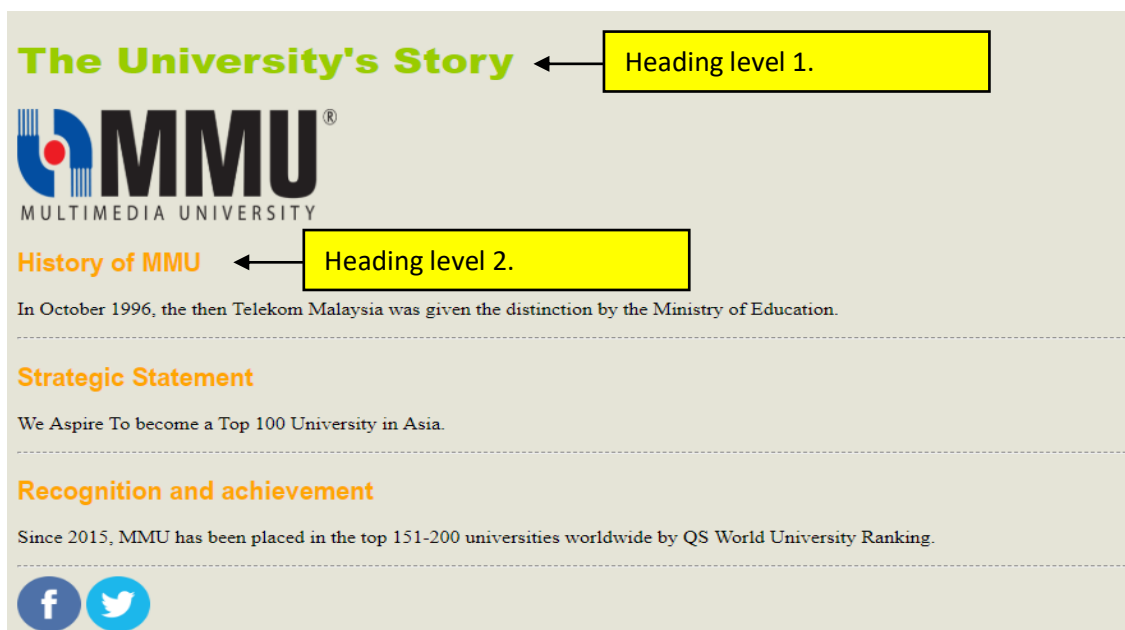 The University's Story
Heading level 1.
MMU®
MULTIMEDIA UNIVERSITY
History of MMU
Heading level 2.
In October 1996, the then Telekom Malaysia was given the distinction by the Ministry of Education.
Strategic Statement
We Aspire To become a Top 100 University in Asia.
Recognition and achievement
Since 2015, MMU has been placed in the top 151-200 universities worldwide by QS World University Ranking.
f